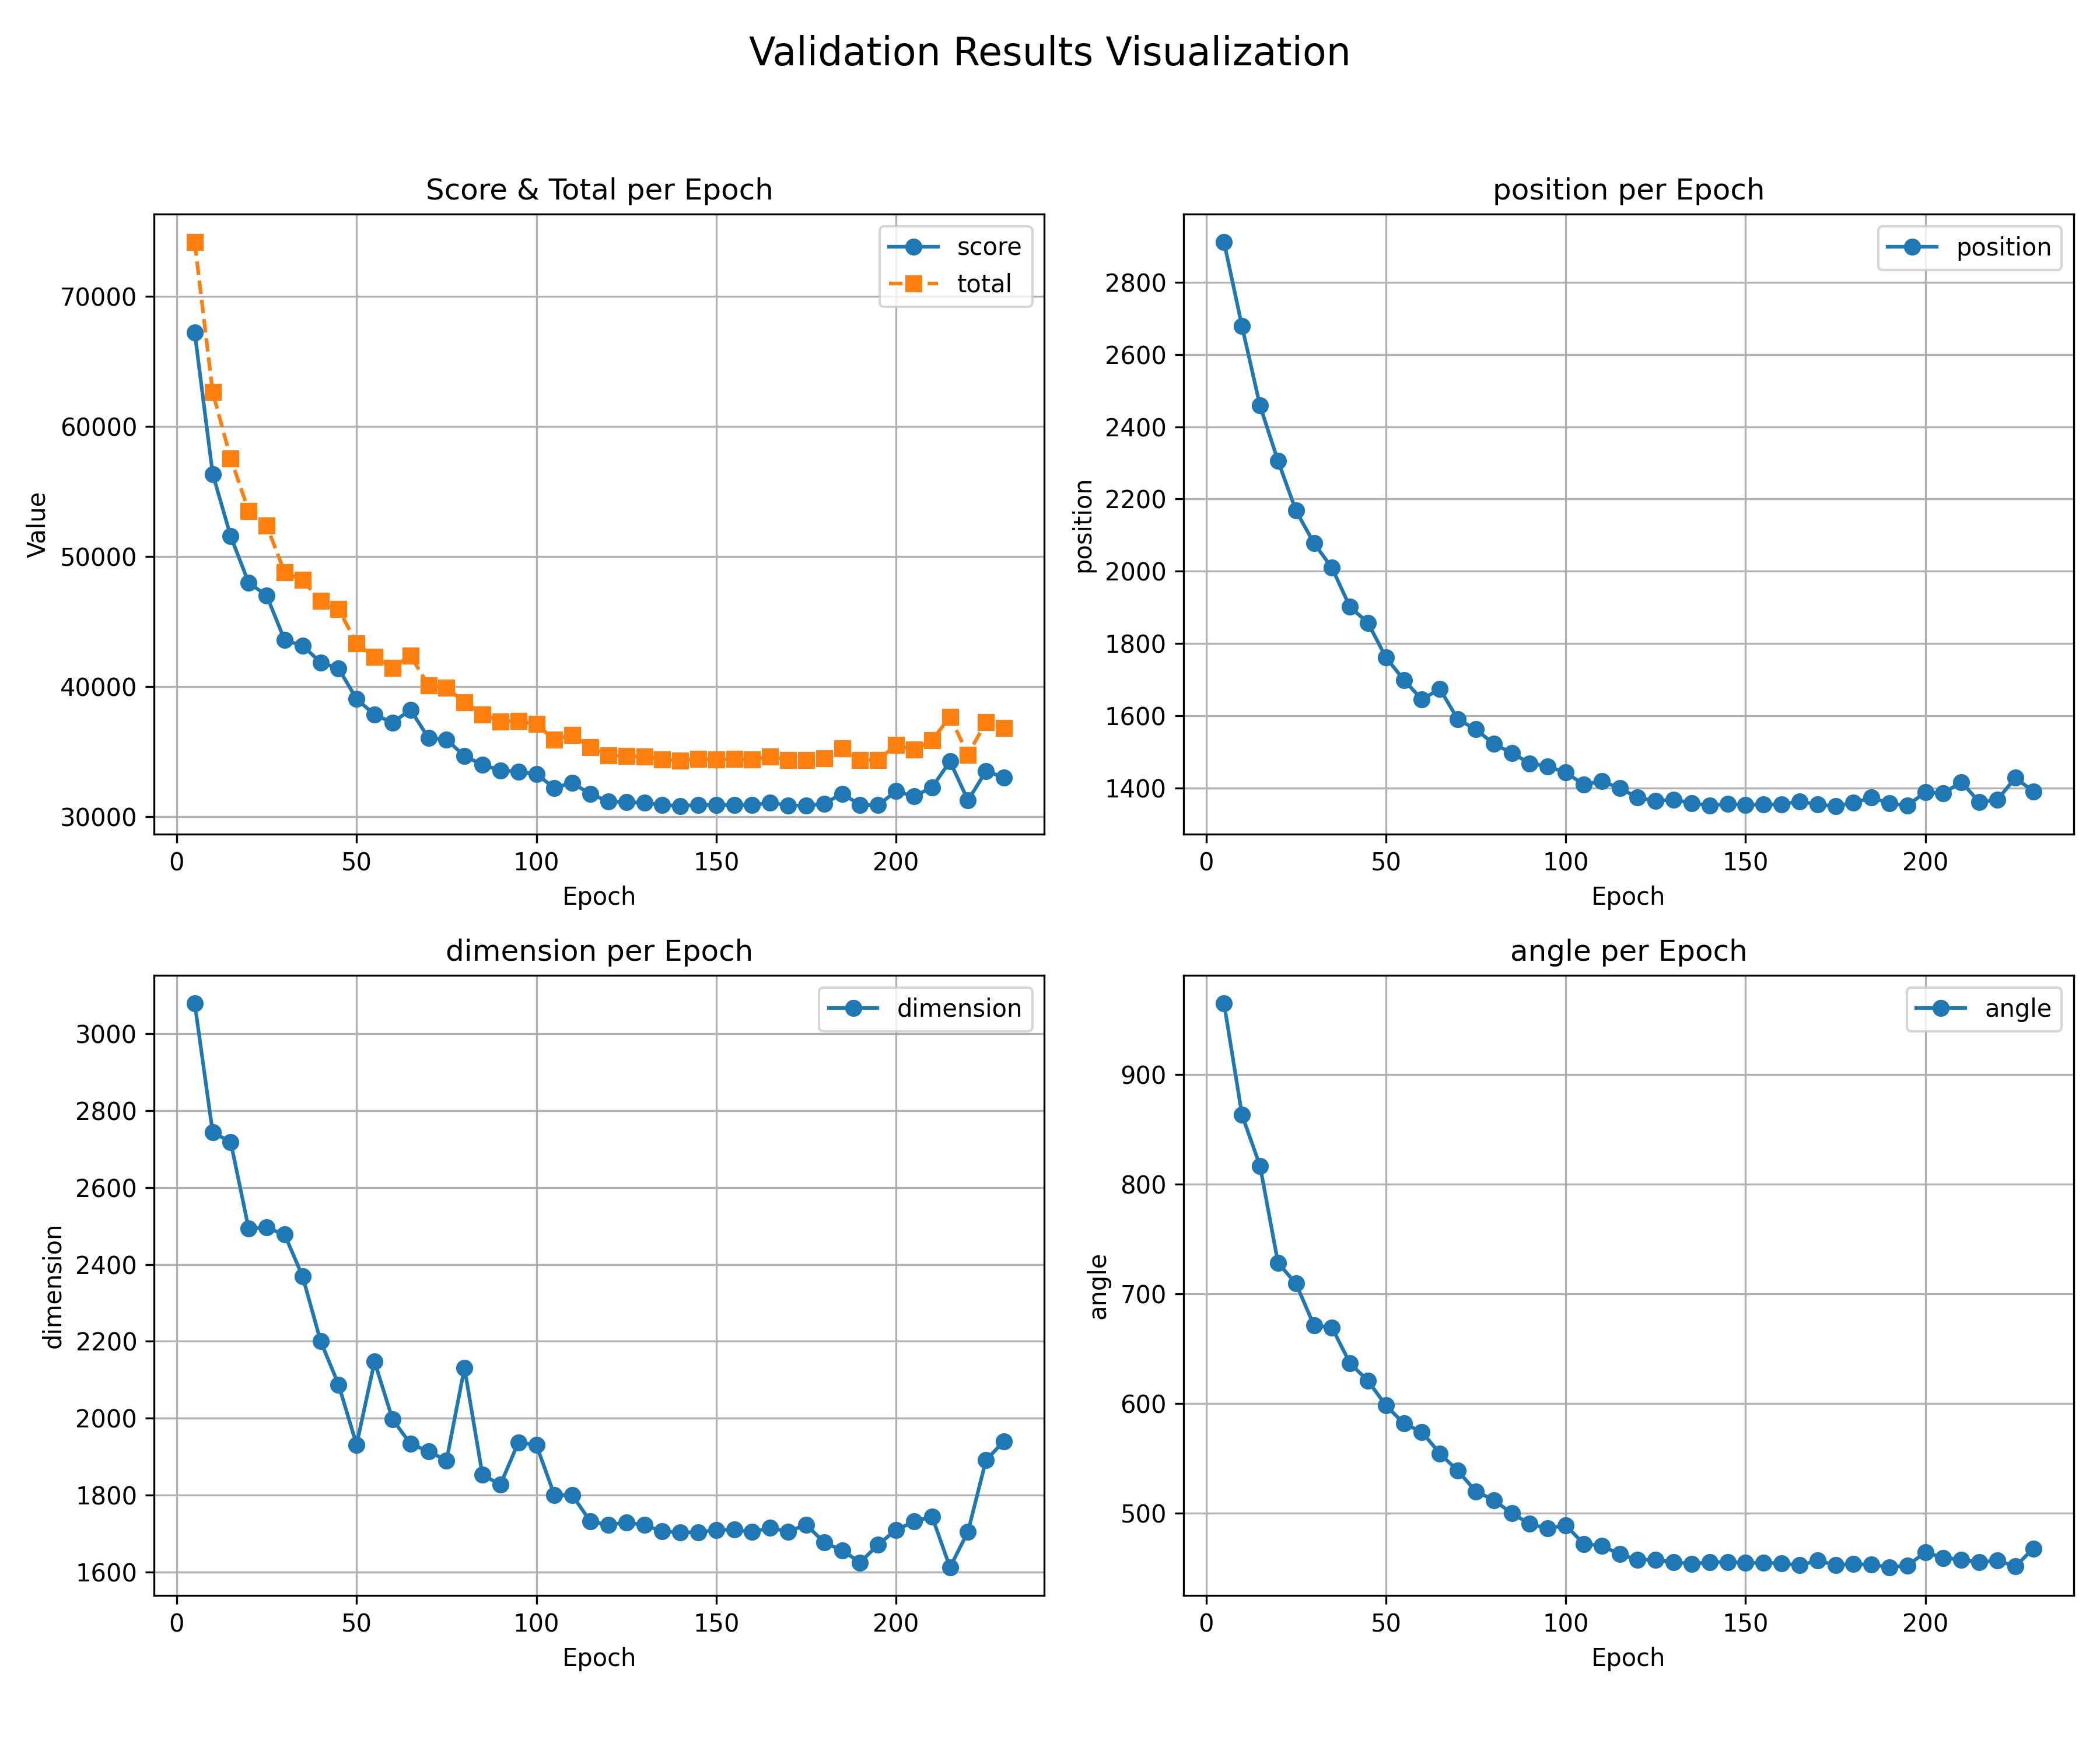 Validation Results Visualization
Score & Total per Epoch
score
total
70000
60000
50000
40000
30000
Value
0
50
100
150
200
Epoch
position per Epoch
position
2800
2600
2400
2200
2000
1800
1600
1400
position
0
50
100
150
200
Epoch
dimension per Epoch
dimension
3000
2800
2600
2400
2200
2000
1800
1600
dimension
0
50
100
150
200
Epoch
angle per Epoch
angle
900
800
700
600
500
angle
0
50
100
150
200
Epoch